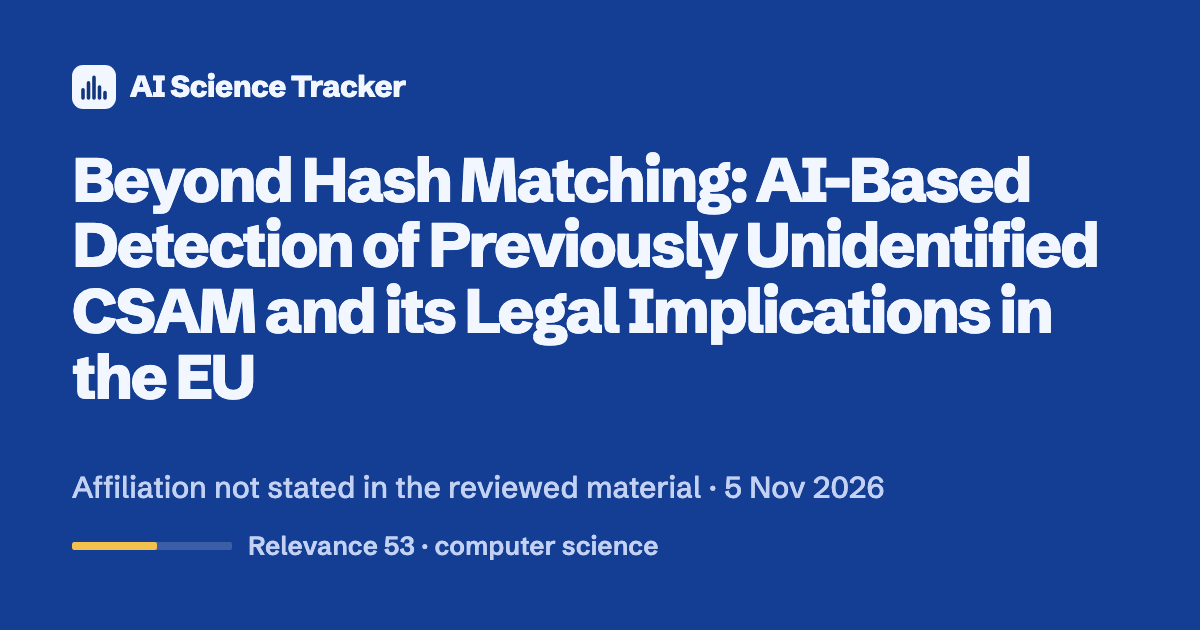 AI Science Tracker
Beyond Hash Matching: AI-Based
Detection of Previously Unidentified
CSAM and its Legal Implications in
the EU
Affiliation not stated in the reviewed material · 5 Nov 2026
Relevance 53 · computer science